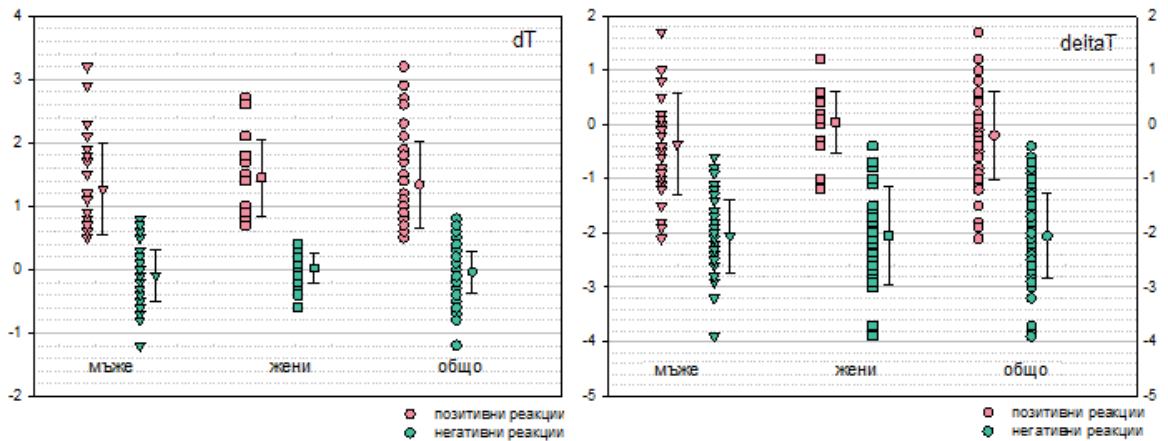 dT
4
3
2
1
0
-1
-2
мъже
жени
общо
позитивни реакции
негативни реакции
deltaT
2
1
0
-1
-2
-3
-4
-5
2
1
0
-1
-2
-3
-4
-5
мъже
жени
общо
позитивни реакции
негативни реакции